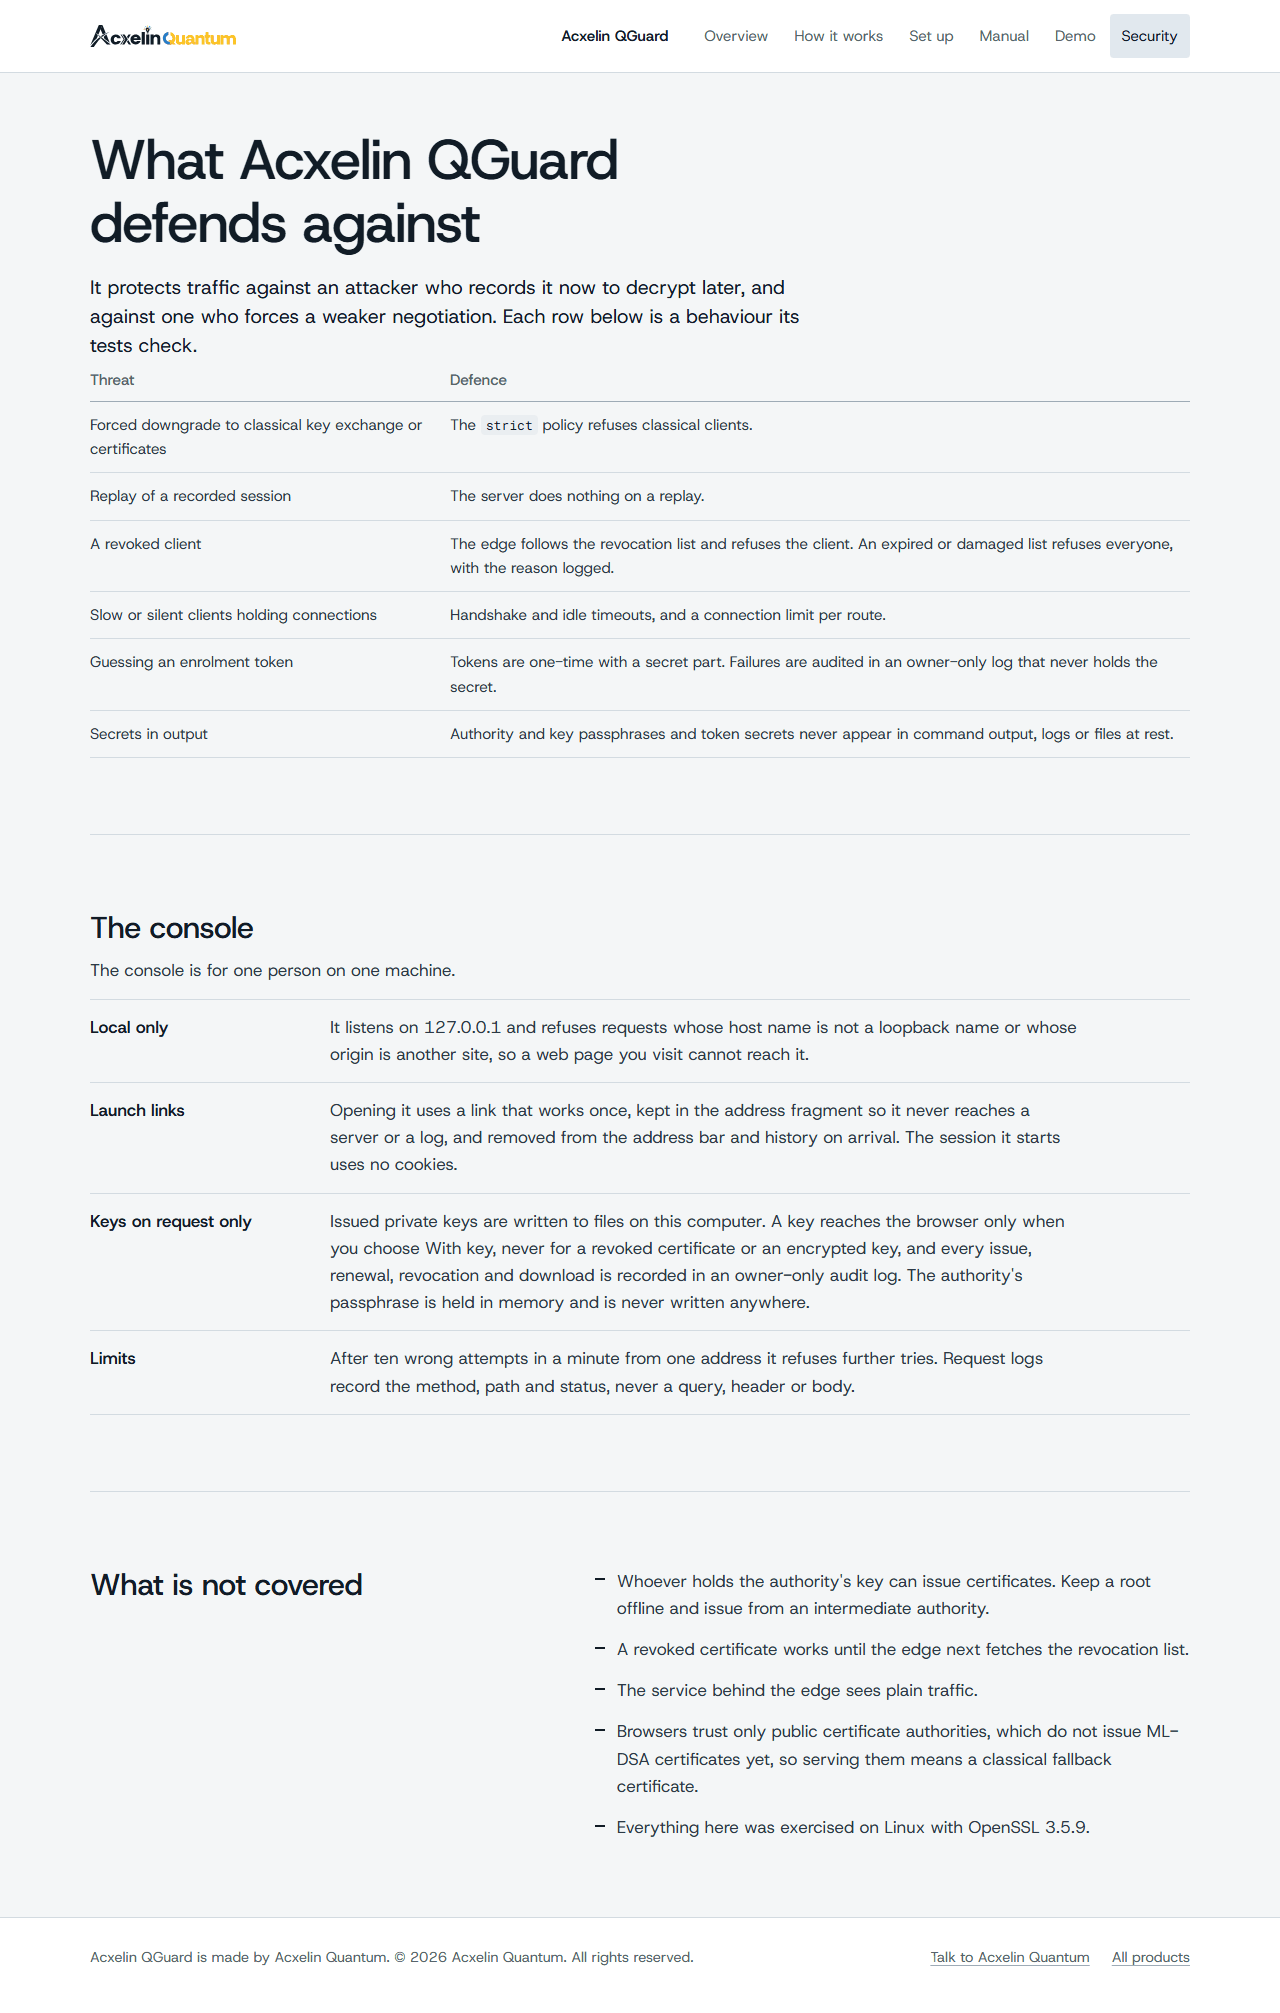 Acxelin Quantum
Acxelin QGuard Overview How it works Set up Manual Demo Security
What Acxelin QGuard
defends against
It protects traffic against an attacker who records it now to decrypt later, and
against one who forces a weaker negotiation. Each row below is a behaviour its
tests check.
Threat Defence
Forced downgrade to classical key exchange or
certificates
The strict policy refuses classical clients.
Replay of a recorded session
The server does nothing on a replay.
A revoked client
The edge follows the revocation list and refuses the client. An expired or damaged list refuses everyone,
with the reason logged.
Slow or silent clients holding connections
Handshake and idle timeouts, and a connection limit per route.
Guessing an enrolment token
Tokens are one-time with a secret part. Failures are audited in an owner-only log that never holds the
secret.
Secrets in output
Authority and key passphrases and token secrets never appear in command output, logs or files at rest.
The console
The console is for one person on one machine.
Local only
It listens on 127.0.0.1 and refuses requests whose host name is not a loopback name or whose
origin is another site, so a web page you visit cannot reach it.
Launch links
Opening it uses a link that works once, kept in the address fragment so it never reaches a
server or a log, and removed from the address bar and history on arrival. The session it starts
uses no cookies.
Keys on request only
Issued private keys are written to files on this computer. A key reaches the browser only when
you choose With key, never for a revoked certificate or an encrypted key, and every issue,
renewal, revocation and download is recorded in an owner-only audit log. The authority's
passphrase is held in memory and is never written anywhere.
Limits
After ten wrong attempts in a minute from one address it refuses further tries. Request logs
record the method, path and status, never a query, header or body.
What is not covered
– Whoever holds the authority's key can issue certificates. Keep a root
offline and issue from an intermediate authority.
– A revoked certificate works until the edge next fetches the revocation list.
– The service behind the edge sees plain traffic.
– Browsers trust only public certificate authorities, which do not issue ML-
DSA certificates yet, so serving them means a classical fallback
certificate.
– Everything here was exercised on Linux with OpenSSL 3.5.9.
Acxelin QGuard is made by Acxelin Quantum. © 2026 Acxelin Quantum. All rights reserved.
Talk to Acxelin Quantum All products